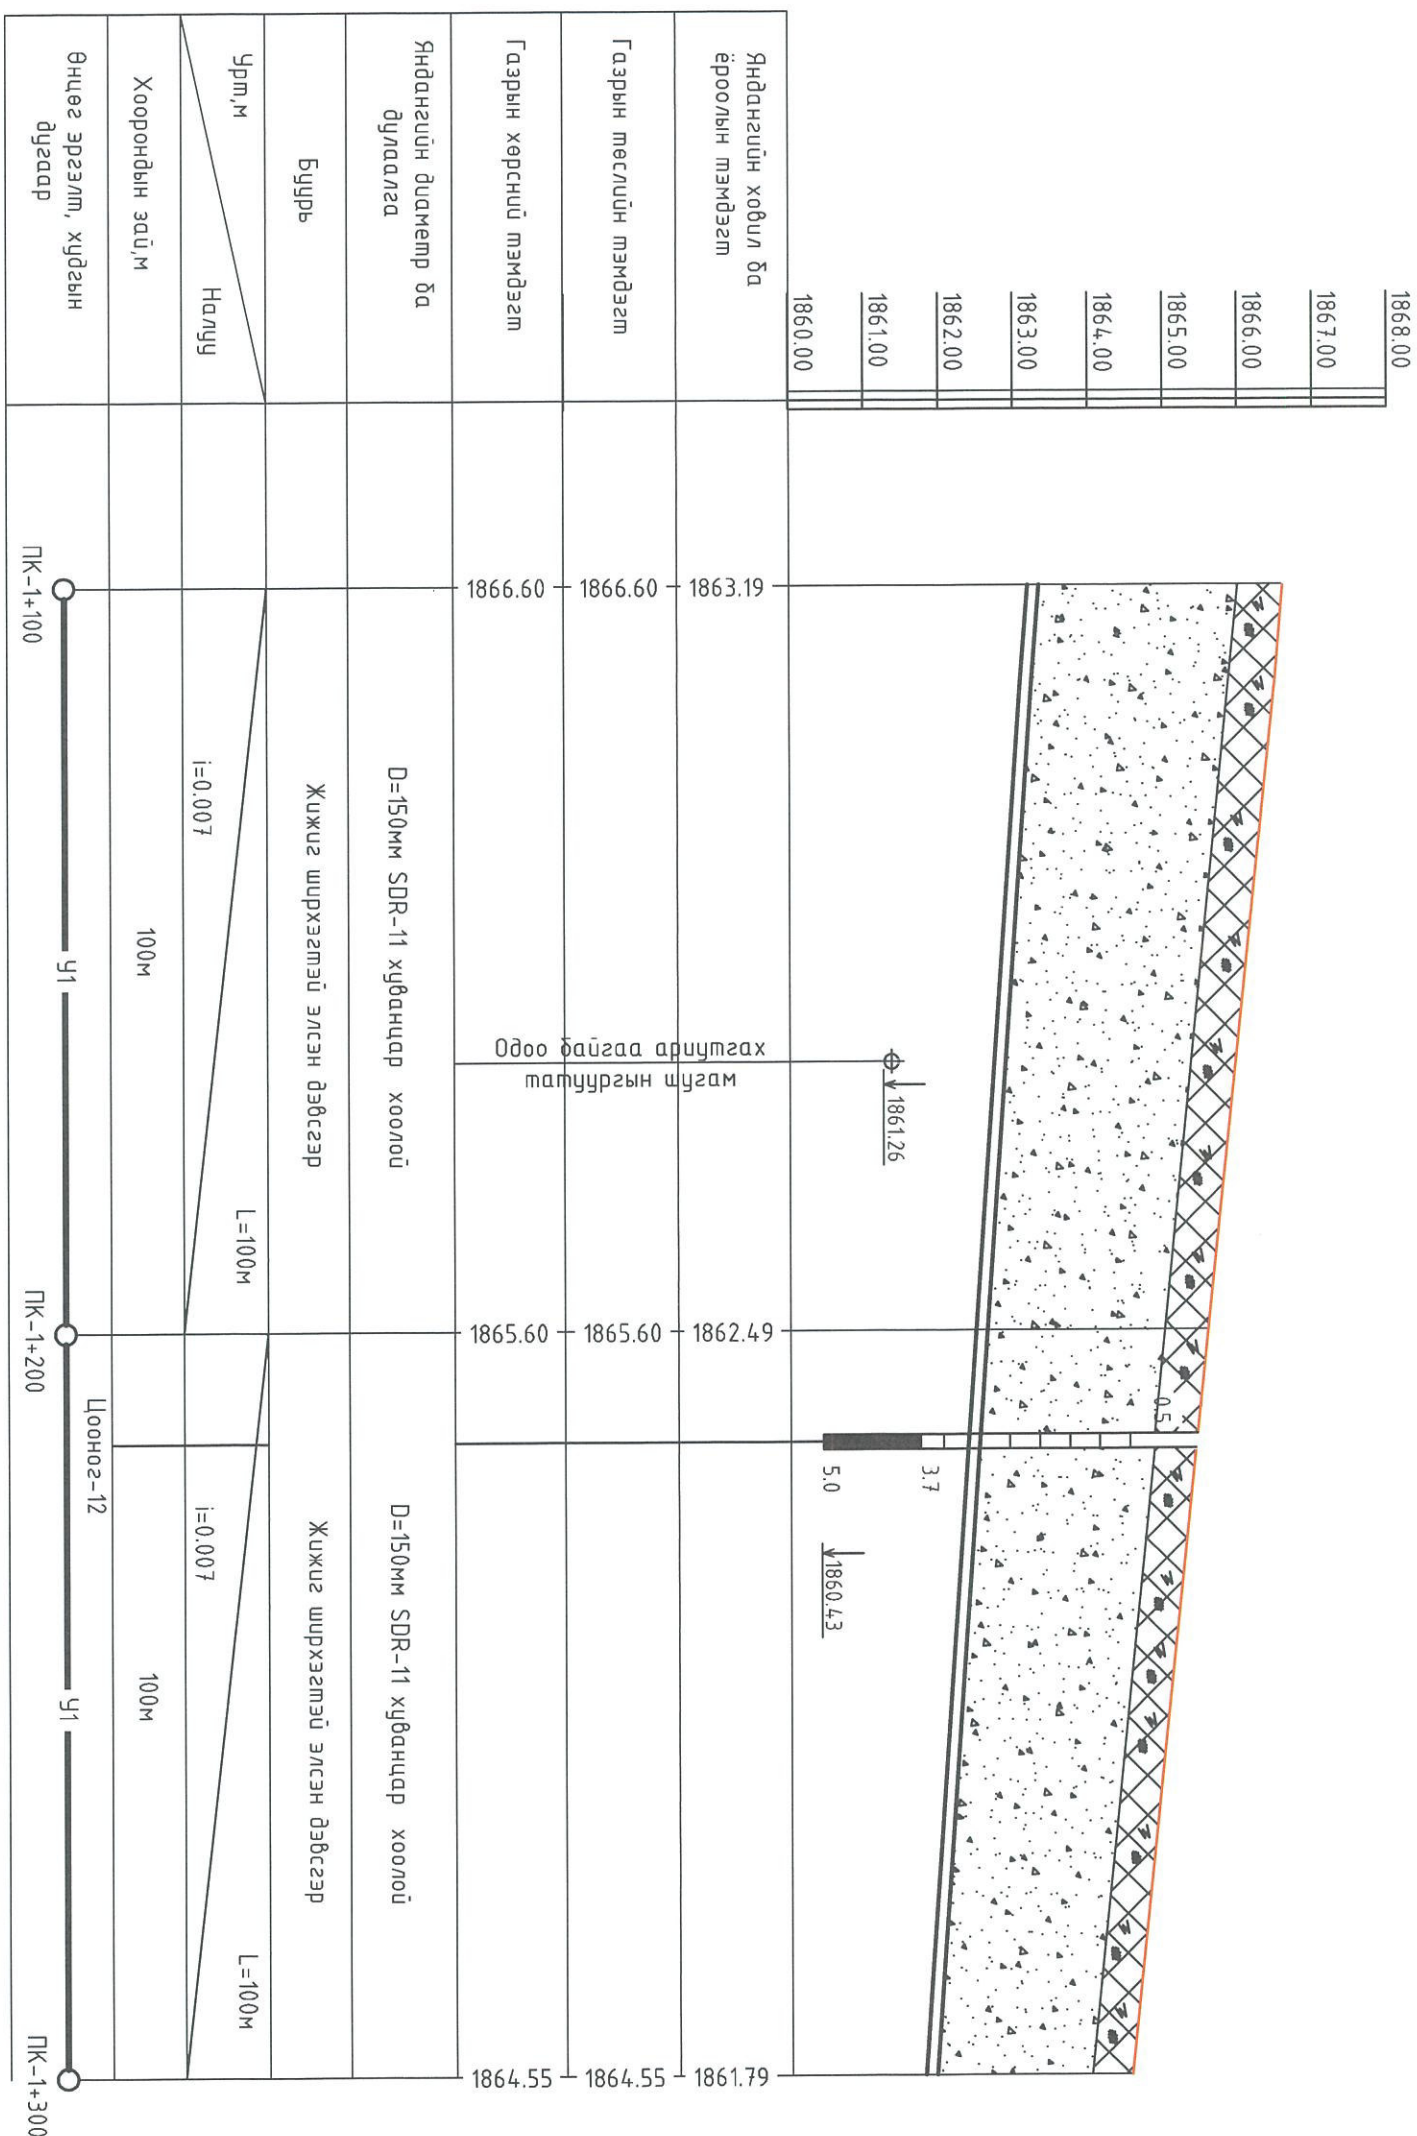 1868.00
1867.00
1866.00
1865.00
1864.00
1863.00
1862.00
1861.00
1860.00
0.5
3.7
5.0
1861.26
1860.43
Яндангийн ховил ба
ёроолын тэмдэгт
1863.19
1862.49
1861.79
Газрын төслийн тэмдэгт
1866.60
1865.60
1864.55
Газрын хөрсний тэмдэгт
1866.60
1865.60
1864.55
Одоо байгаа ариутгах
татуургын шугам
Яндангийн диаметр ба
дулаалга
D=150мм SDR-11 хуванцар хоолой
D=150мм SDR-11 хуванцар хоолой
Буурь
Жижиг ширхэгтэй элсэн дэвсгэр
Жижиг ширхэгтэй элсэн дэвсгэр
Урт,м
Налуу
i=0.007
L=100м
i=0.007
L=100м
Хоорондын зай,м
100м
100м
Өнцөг эргэлт, худгын
дугаар
Цооног-12
У1
У1
ПК-1+100
ПК-1+200
ПК-1+300